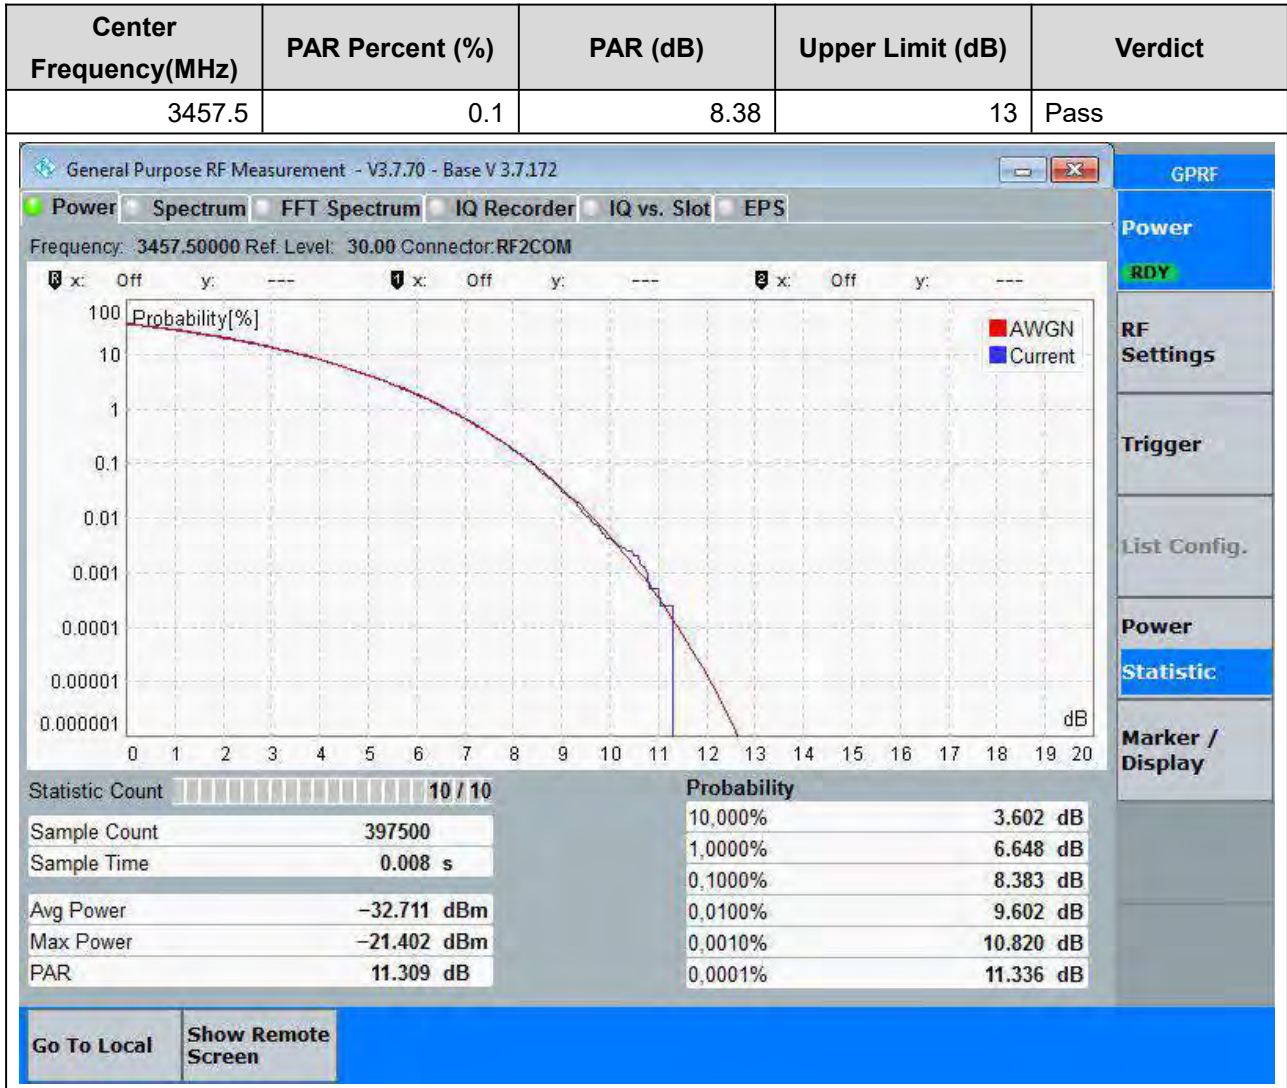 Center Frequency(MHz) PAR Percent (%) PAR (dB) Upper Limit (dB) Verdict
3457.5 0.1 8.38 13 Pass
General Purpose RF Measurement - V3.7.70 - Base V 3.7.172
GPRF
Power Spectrum FFT Spectrum IQ Recorder IQ vs. Slot EPS
Frequency: 3457.50000 Ref. Level: 30.00 Connector:RF2COM
R x: Off y: --- 1 x: Off y: --- 2 x: Off y: ---
Probability[%]
AWGN
Current
100
10
1
0.1
0.01
0.001
0.0001
0.00001
0.000001
dB
0 1 2 3 4 5 6 7 8 9 10 11 12 13 14 15 16 17 18 19 20
Statistic Count 10 / 10
Sample Count 397500
Sample Time 0.008 s
Avg Power −32.711 dBm
Max Power −21.402 dBm
PAR 11.309 dB
Probability
10,000% 3.602 dB
1,0000% 6.648 dB
0,1000% 8.383 dB
0,0100% 9.602 dB
0,0010% 10.820 dB
0,0001% 11.336 dB
Power
RDY
RF
Settings
Trigger
List Config.
Power
Statistic
Marker /
Display
Go To Local
Show Remote
Screen